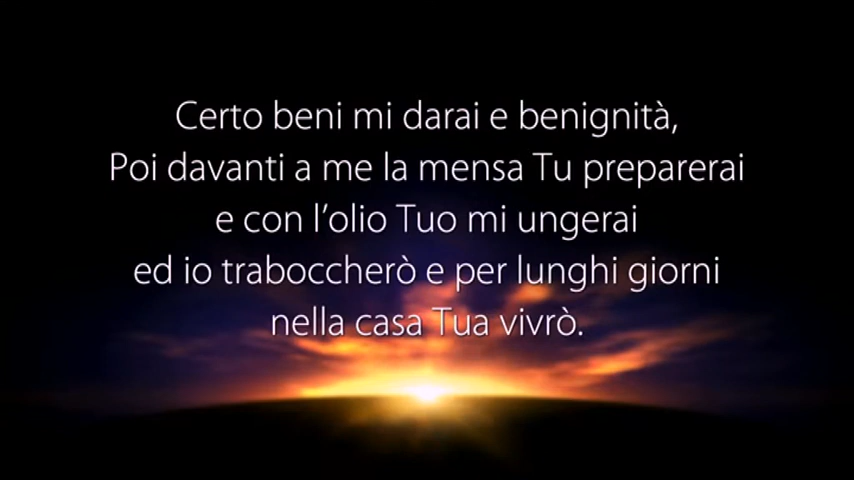 Certo beni mi darai e benignità,
Poi davanti a me la mensa Tu preparerai
e con l’olio Tuo mi ungerai
ed io traboccherò e per lunghi giorni
nella casa Tua vivrò.